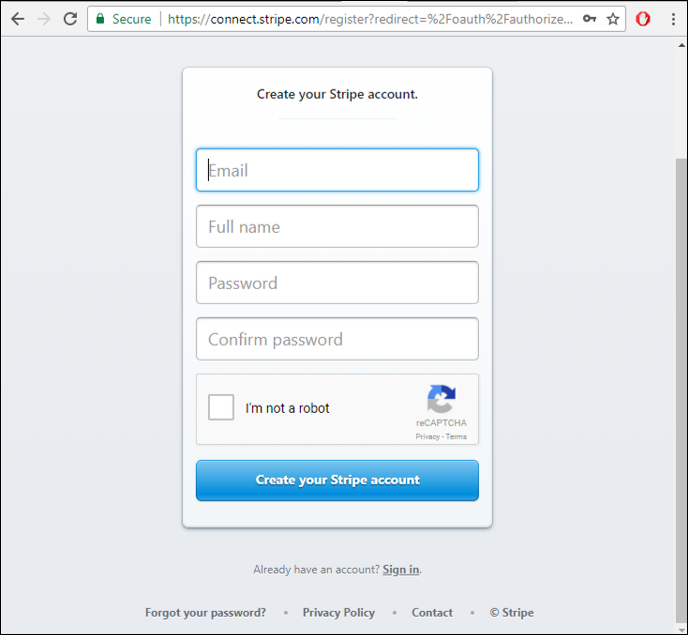 Secure https://connect.stripe.com/register?redirect=%2Foauth%2Fauthorize...
Create your Stripe account.
Email
Full name
Password
Confirm password
I'm not a robot
reCAPTCHA
Privacy - Terms
Create your Stripe account
Already have an account? Sign in.
Forgot your password? • Privacy Policy • Contact • © Stripe